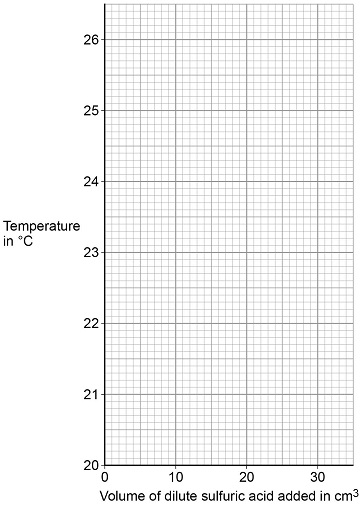 26
25
24
Temperature
in °C
23
22
21
20
0 10 20 30
Volume of dilute sulfuric acid added in cm³